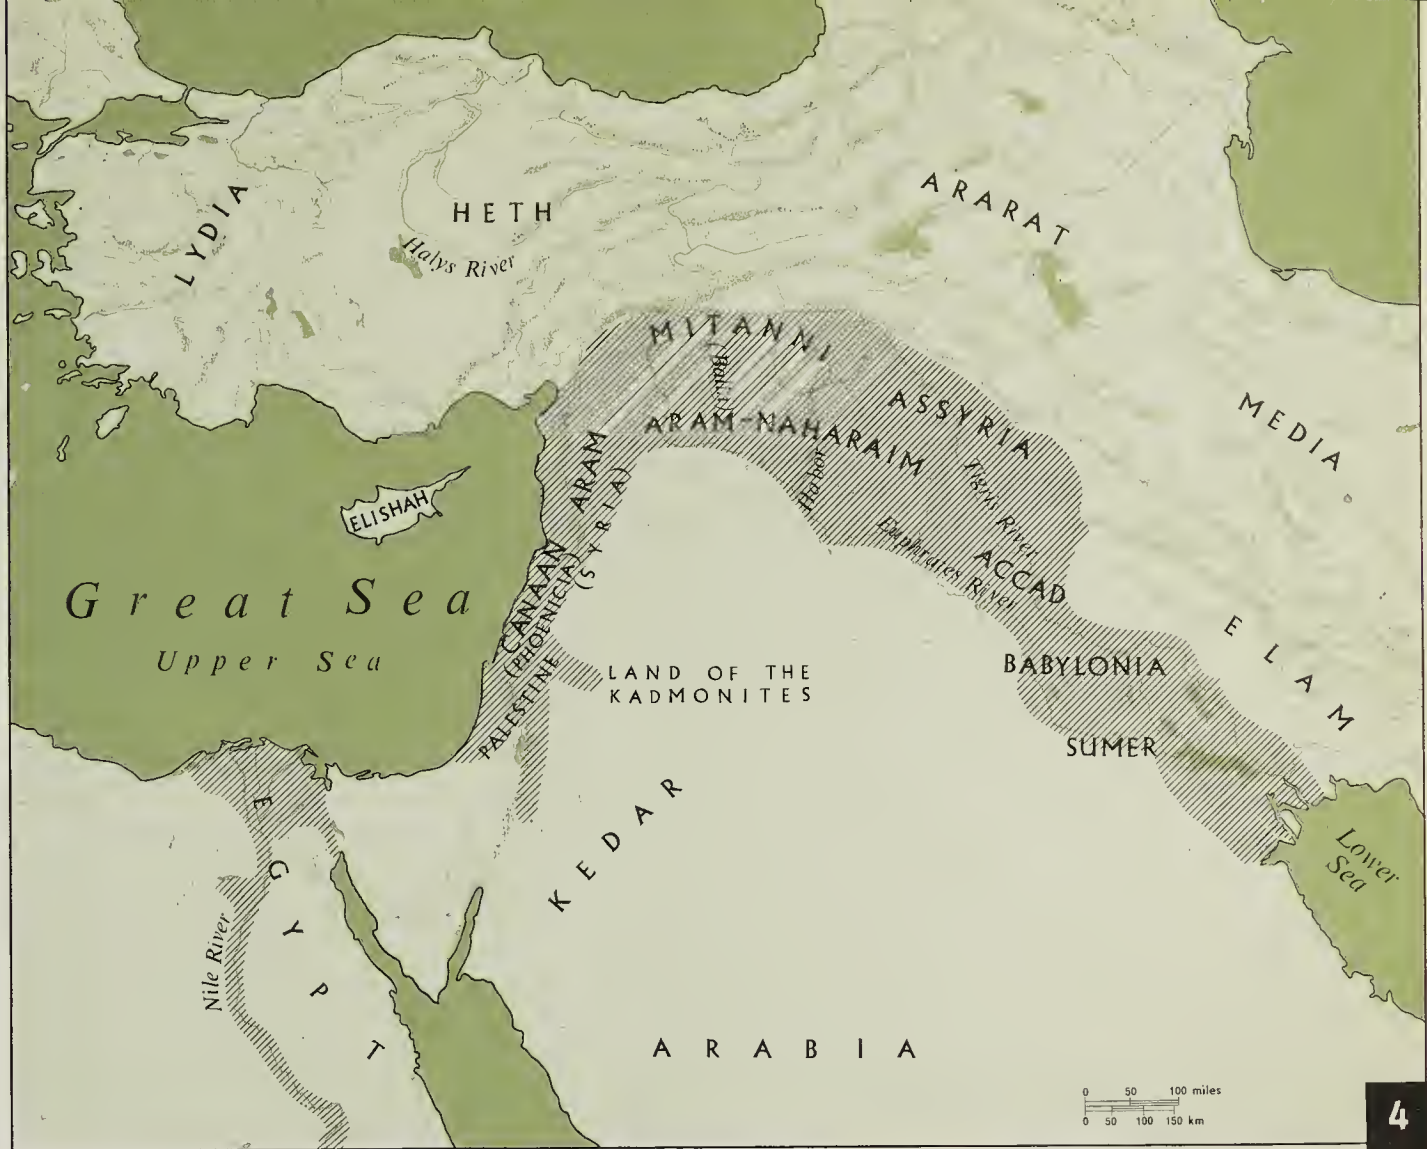 ARARAT
LYDIA
HETH
Halys River
MITANNI
Balikh
ASSYRIA
MEDIA
ARAM-NAHARAIM
ARAM
(SYRIA)
Habor
Tigris River
ELISHAH
Euphrates River
ACCAD
CANAAN
(PHOENICIA)
Great Sea
Upper Sea
ELAM
PALESTINE
LAND OF THE
KADMONITES
BABYLONIA
SUMER
EGYPT
KEDAR
Lower
Sea
Nile River
ARABIA
0 50 100 miles
0 50 100 150 km
4